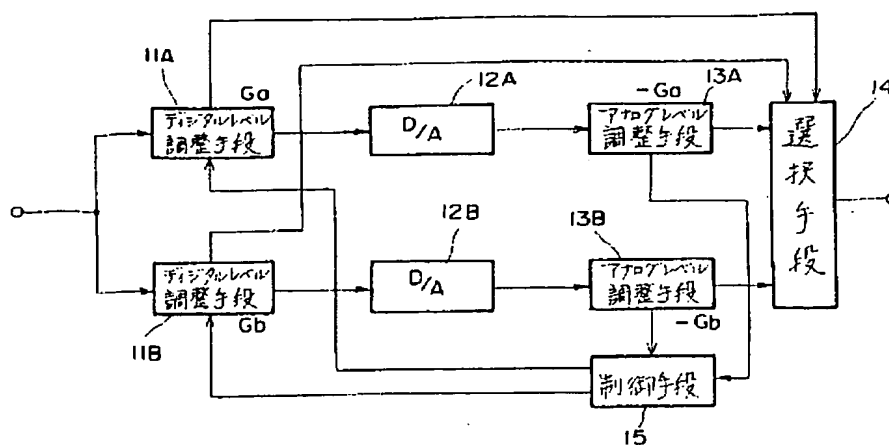 11A
Ga
ディジタルレベル
調整手段
12A
D/A
-Ga
13A
アナログレベル
調整手段
14
選択手段
ディジタルレベル
調整手段
Gb
11B
12B
D/A
13B
アナログレベル
調整手段
-Gb
制御手段
15